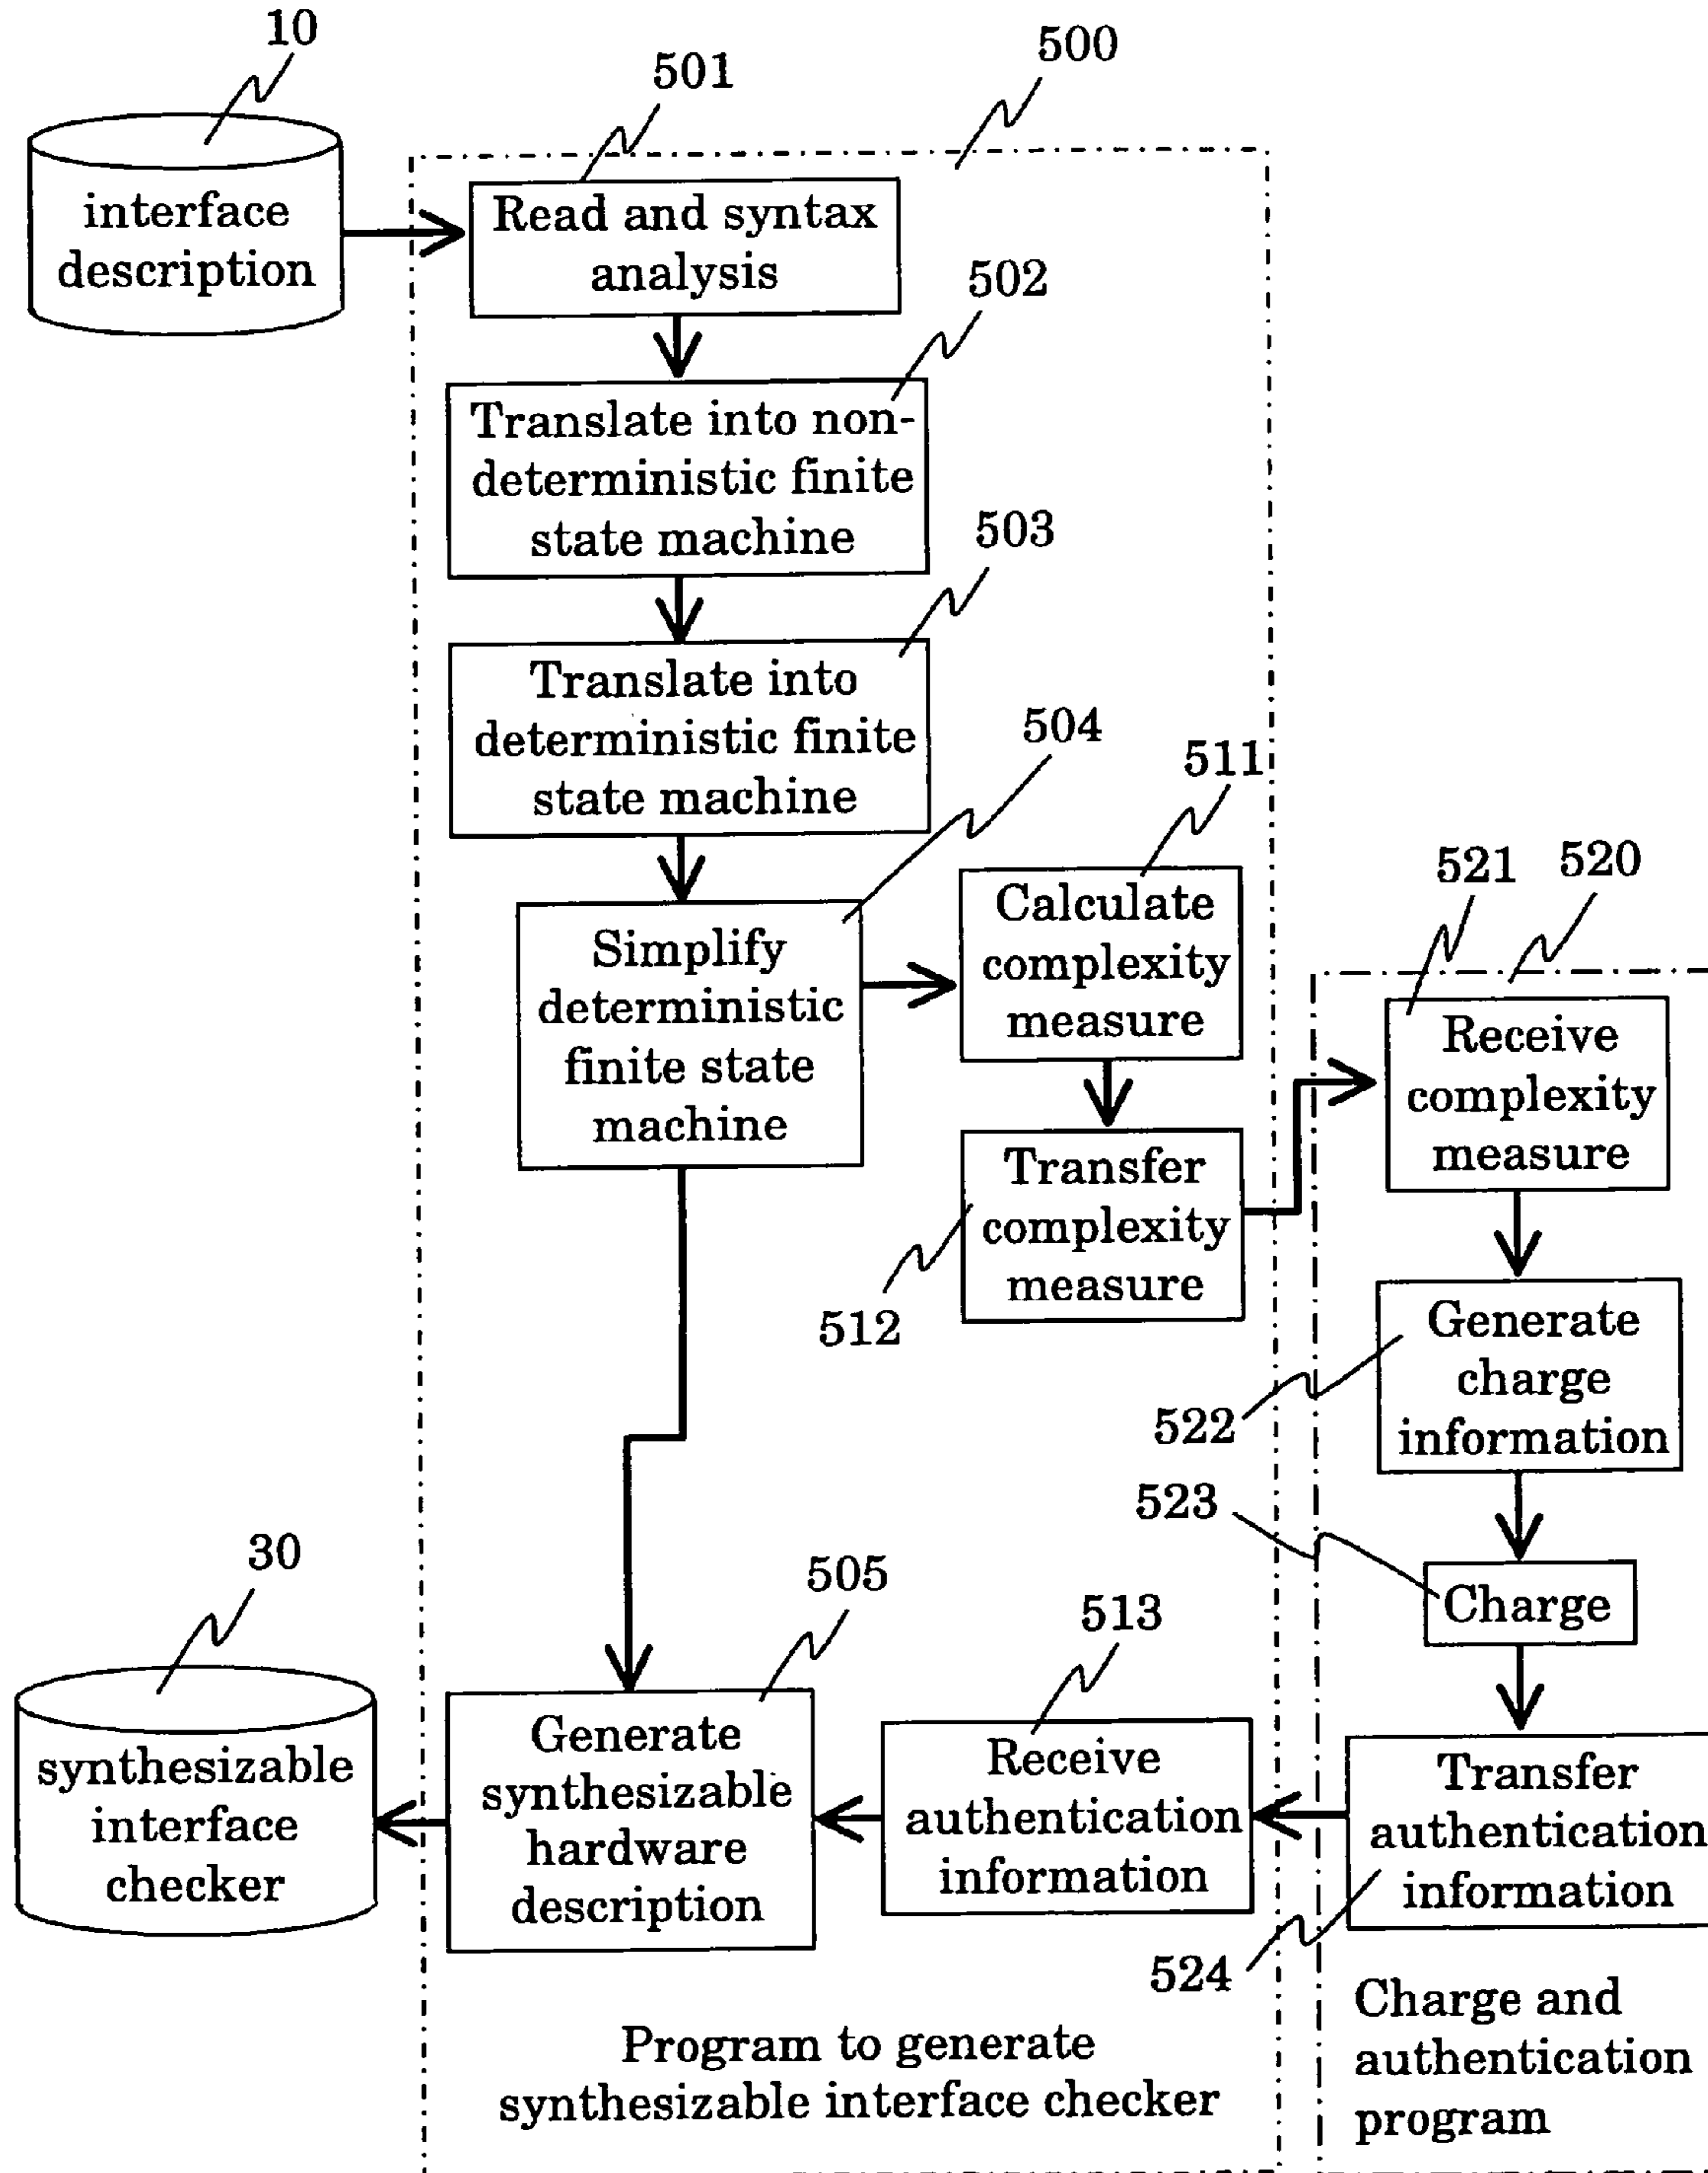 10
501
500
interface
description
Read and syntax
analysis
502
Translate into non-
deterministic finite
state machine
503
Translate into
deterministic finite
state machine
504
511
Simplify
deterministic
finite state
machine
Calculate
complexity
measure
521
520
Receive
complexity
measure
Transfer
complexity
measure
512
Generate
charge
information
522
523
Charge
30
505
513
synthesizable
interface
checker
Generate
synthesizable
hardware
description
Receive
authentication
information
Transfer
authentication
information
524
Program to generate
synthesizable interface checker
Charge and
authentication
program